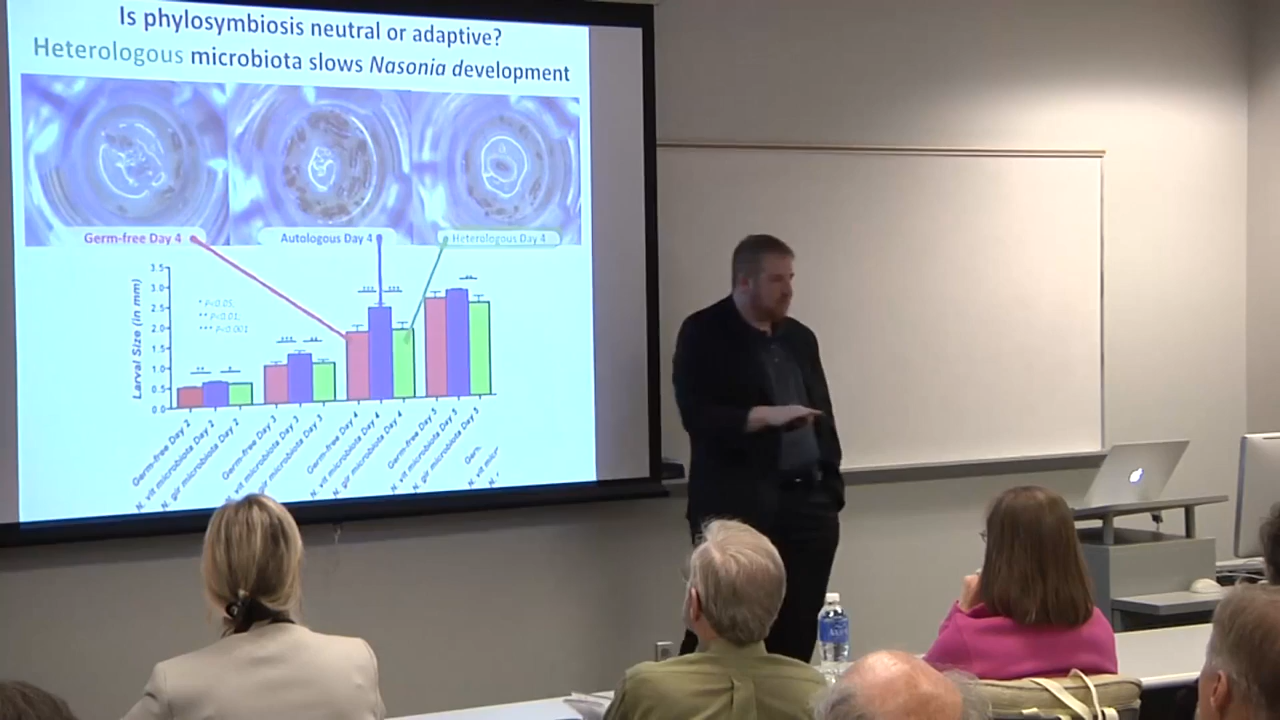 Is phylosymbiosis neutral or adaptive?
Heterologous microbiota slows Nasonia development
Germ-free Day 4
Autologous Day 4
Heterologous Day 4
Larval Size (in mm)
3.5
3.0
2.5
2.0
1.5
1.0
0.5
0.0
* p<0.05,
** p<0.01,
*** p<0.001
***
***
**
***
**
**
*
Germ-free Day 2
N. vit microbiota Day 2
N. gir microbiota Day 2
Germ-free Day 3
N. vit microbiota Day 3
N. gir microbiota Day 3
Germ-free Day 4
N. vit microbiota Day 4
N. gir microbiota Day 4
Germ-free Day 5
N. vit microbiota Day 5
N. gir microbiota Day 5
Germ-
N. vit micr
N.